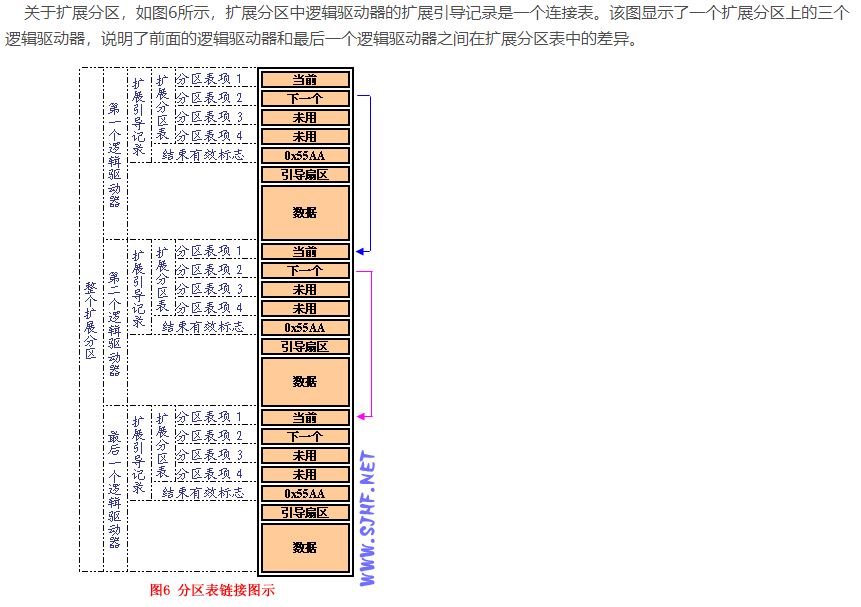 关于扩展分区，如图6所示，扩展分区中逻辑驱动器的扩展引导记录是一个连接表。该图显示了一个扩展分区上的三个
逻辑驱动器，说明了前面的逻辑驱动器和最后一个逻辑驱动器之间在扩展分区表中的差异。
整个扩展分区
第一个逻辑驱动器
扩展引导记录
扩展分区表
分区表项 1
当前
分区表项 2
下一个
分区表项 3
未用
分区表项 4
未用
结束有效标志
0x55AA
引导扇区
数据
第二个逻辑驱动器
扩展引导记录
扩展分区表
分区表项 1
当前
分区表项 2
下一个
分区表项 3
未用
分区表项 4
未用
结束有效标志
0x55AA
引导扇区
数据
最后一个逻辑驱动器
扩展引导记录
扩展分区表
分区表项 1
当前
分区表项 2
下一个
分区表项 3
未用
分区表项 4
未用
结束有效标志
0x55AA
引导扇区
数据
WWW.SJHF.NET
图6 分区表链接图示